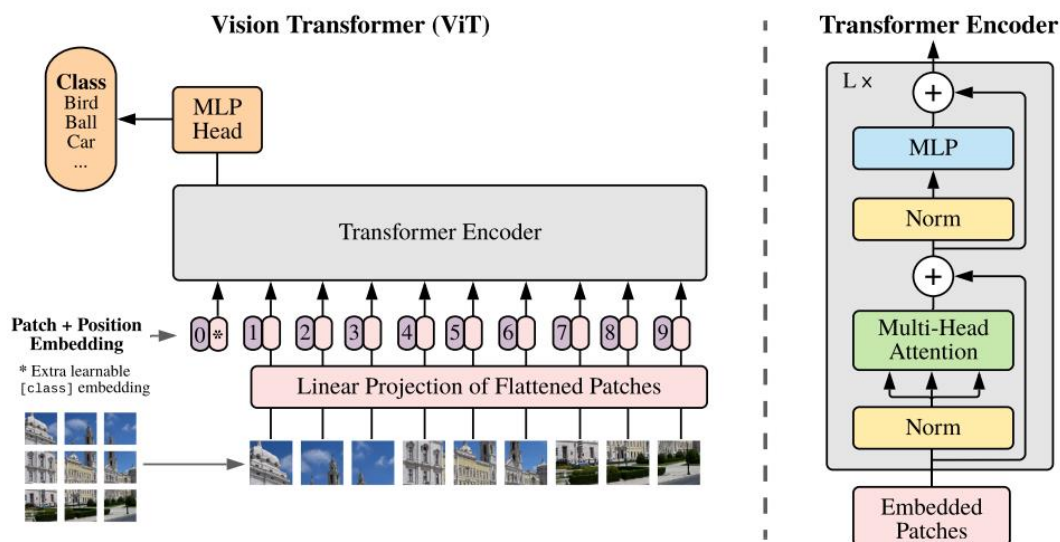 Vision Transformer (ViT)
Class
Bird
Ball
Car
...
MLP
Head
Transformer Encoder
Patch + Position
Embedding
0 * 1 2 3 4 5 6 7 8 9
* Extra learnable
[class] embedding
Linear Projection of Flattened Patches
Transformer Encoder
L ×
+
MLP
Norm
+
Multi-Head
Attention
Norm
Embedded
Patches